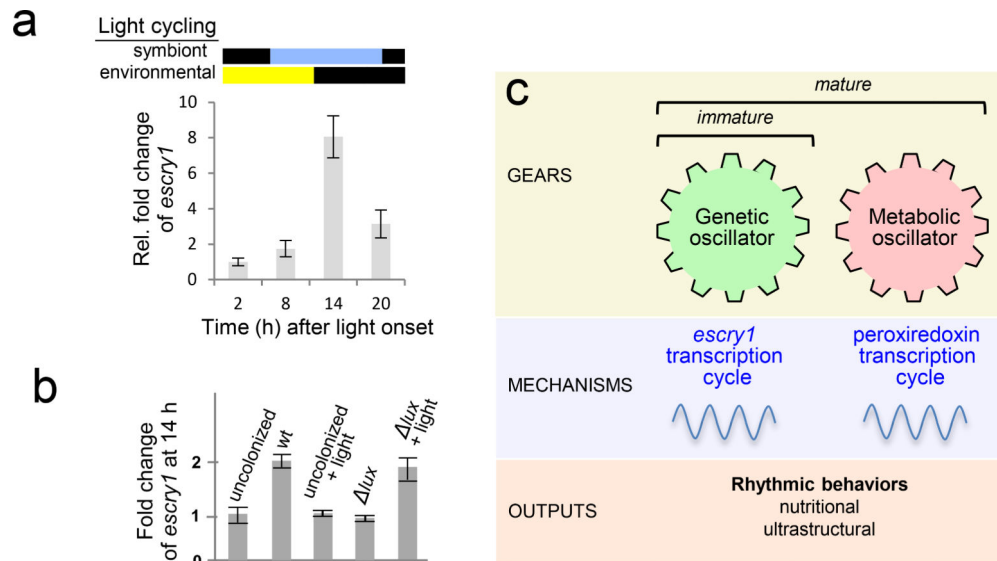 a
Light cycling
symbiont
environmental
Rel. fold change
of escry1
10
8
6
4
2
0
2 8 14 20
Time (h) after light onset
b
Fold change
of escry1 at 14 h
2
1
0
uncolonized
wt
uncolonized
+ light
Δlux
Δlux
+ light
c
mature
immature
GEARS
Genetic
oscillator
Metabolic
oscillator
MECHANISMS
escry1
transcription
cycle
peroxiredoxin
transcription
cycle
OUTPUTS
Rhythmic behaviors
nutritional
ultrastructural